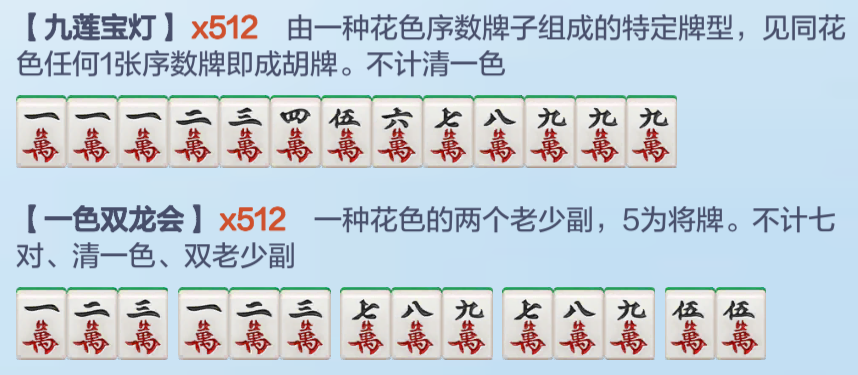 【九莲宝灯】x512 由一种花色序数牌子组成的特定牌型，见同花
色任何1张序数牌即成胡牌。不计清一色
一萬 一萬 一萬 二萬 三萬 四萬 伍萬 六萬 七萬 八萬 九萬 九萬 九萬
【一色双龙会】x512 一种花色的两个老少副，5为将牌。不计七
对、清一色、双老少副
一萬 二萬 三萬 一萬 二萬 三萬 七萬 八萬 九萬 七萬 八萬 九萬 伍萬 伍萬